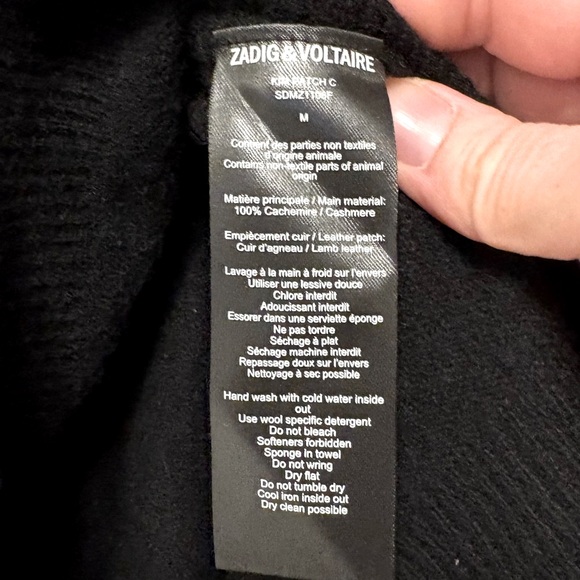 ZADIG & VOLTAIRE
KIM PATCH C
M
Contient des parties non textiles
d'origine animale
Contains non-textile parts of animal
origin
Matière principale / Main material:
100% Cachemire / Cashmere
Empiècement cuir / Leather patch:
Cuir d'agneau / Lamb leather
Lavage à la main à froid sur l'envers
Utiliser une lessive douce
Chlore interdit
Adoucissant interdit
Essorer dans une serviette éponge
Ne pas tordre
Séchage à plat
Séchage machine interdit
Repassage doux sur l'envers
Nettoyage à sec possible
Hand wash with cold water inside
out
Use wool specific detergent
Do not bleach
Softeners forbidden
Sponge in towel
Do not wring
Dry flat
Do not tumble dry
Cool iron inside out
Dry clean possible